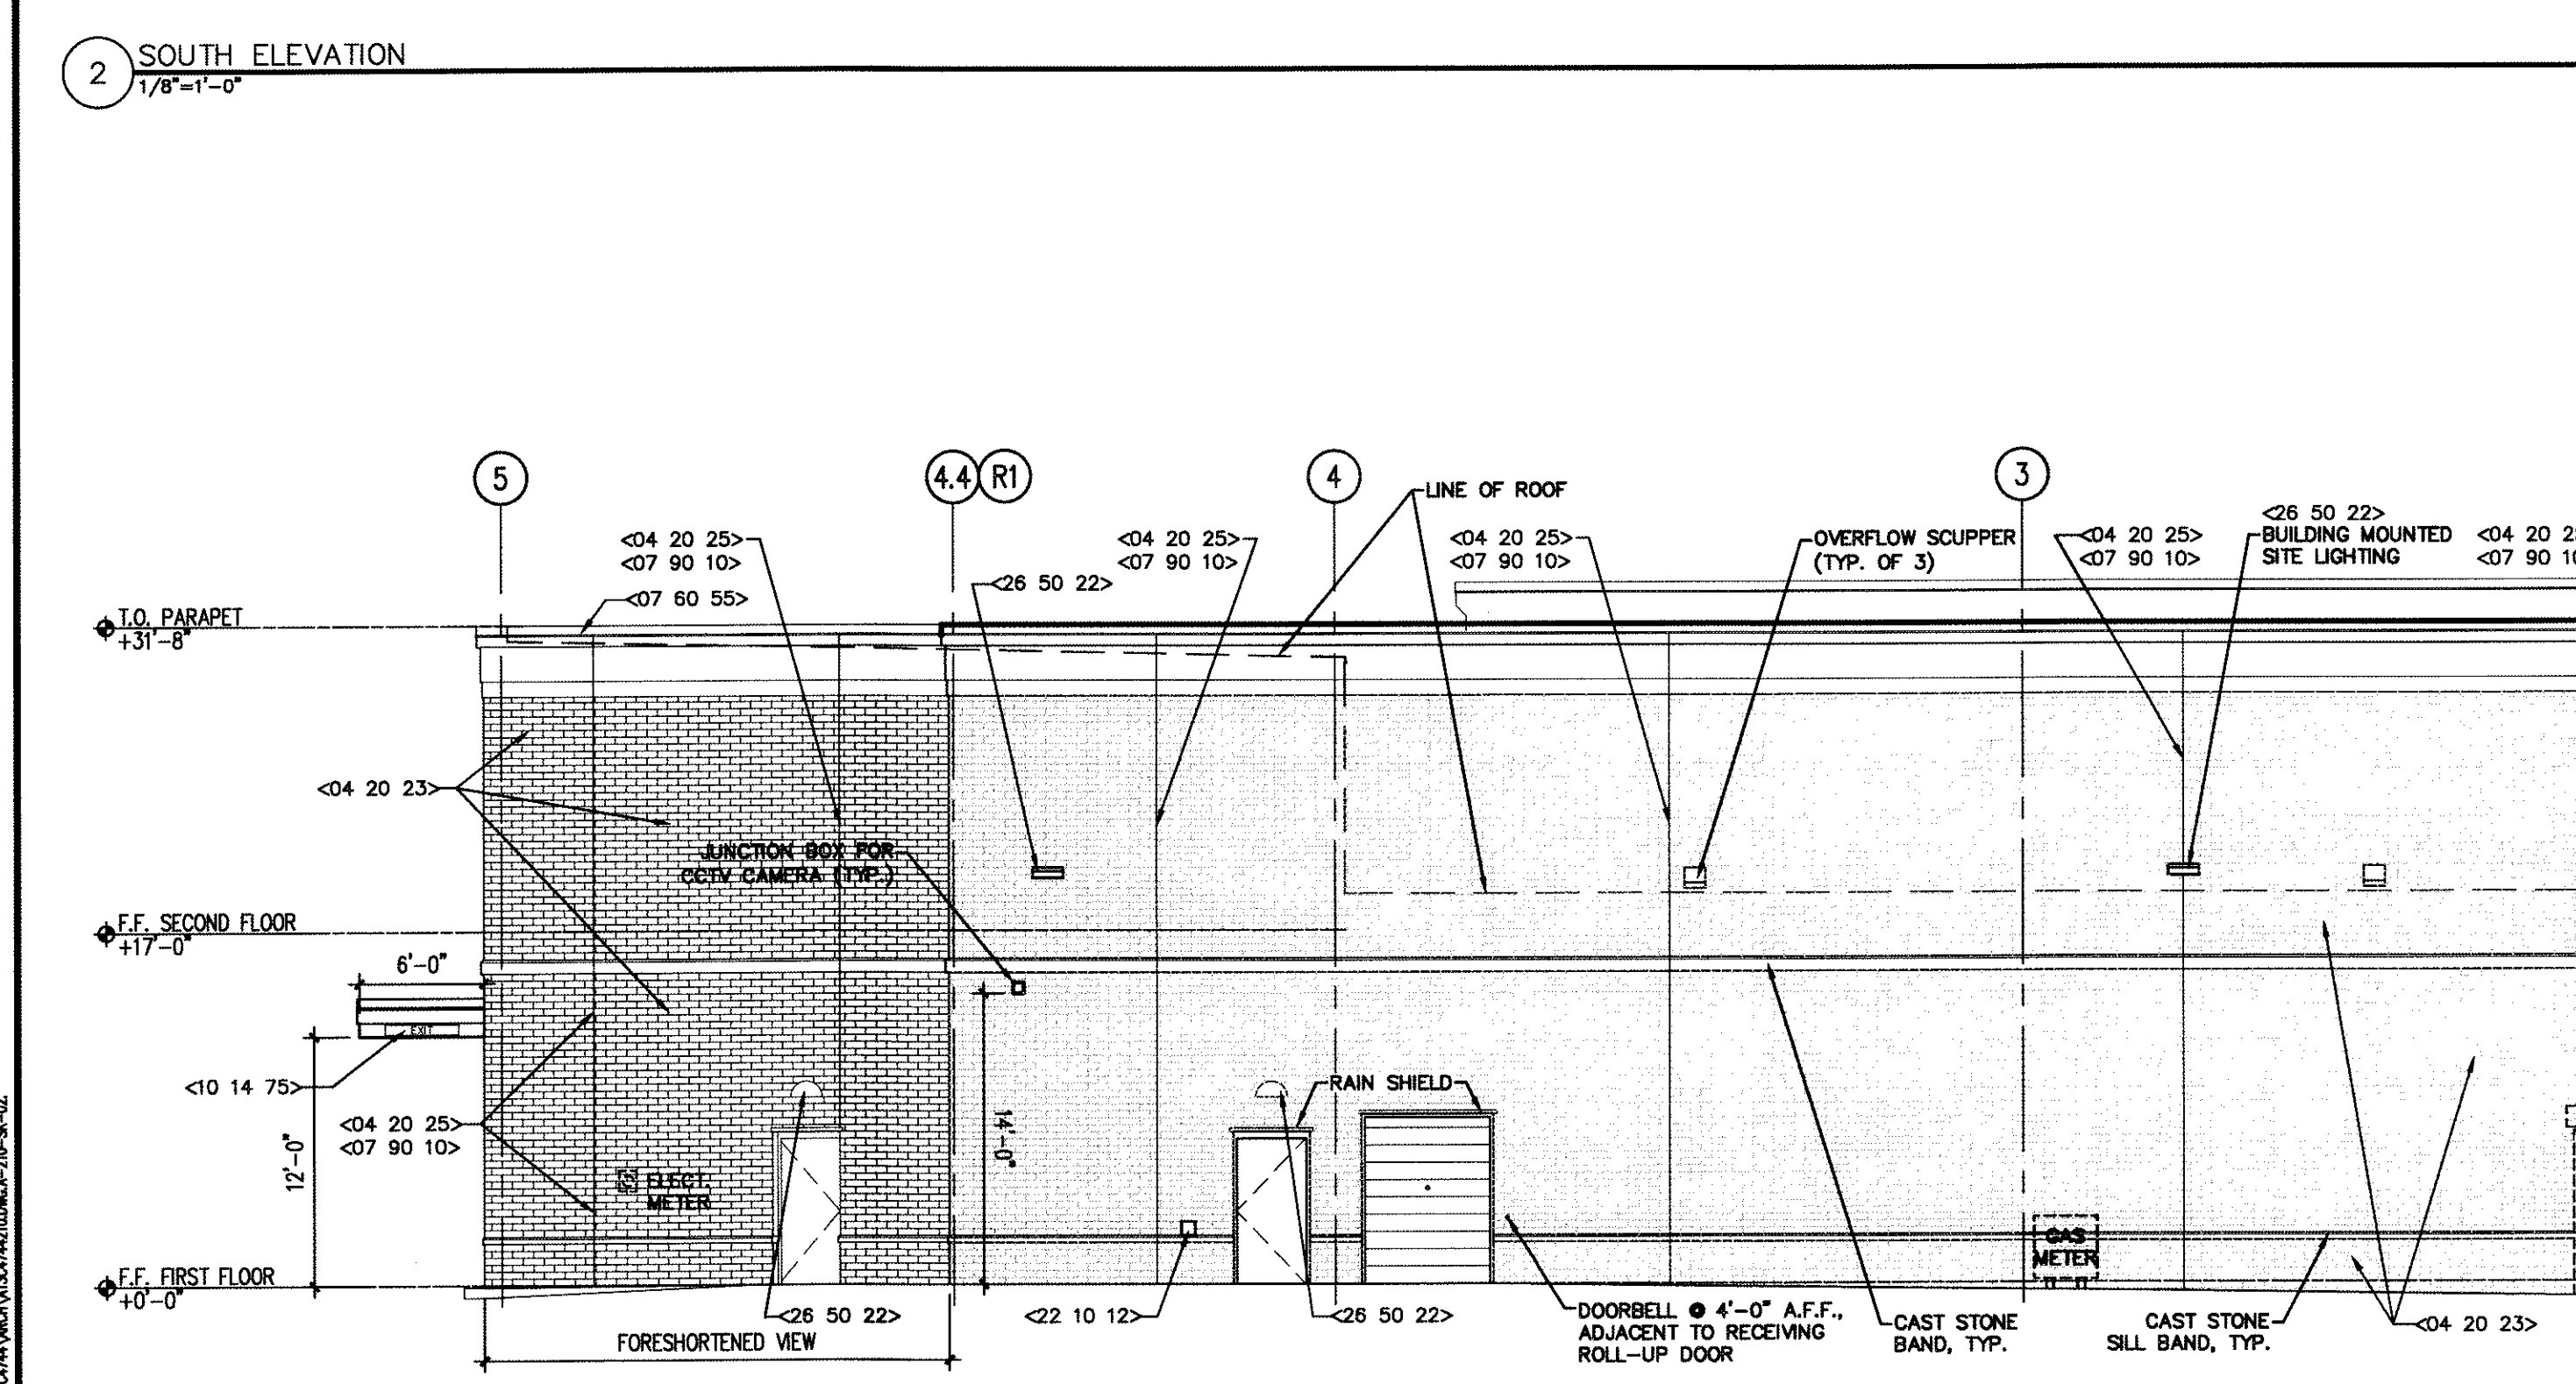 2
SOUTH ELEVATION
1/8"=1'-0"
5
4.4
R1
4
3
LINE OF ROOF
<04 20 25>
<07 90 10>
<04 20 25>
<07 90 10>
<04 20 25>
<07 90 10>
OVERFLOW SCUPPER
(TYP. OF 3)
<04 20 25>
<07 90 10>
<26 50 22>
BUILDING MOUNTED
SITE LIGHTING
<04 20
<07 90
<26 50 22>
<07 60 55>
T.O. PARAPET
+31'-8"
<04 20 23>
JUNCTION BOX FOR
CCTV CAMERA (TYP.)
F.F. SECOND FLOOR
+17'-0"
6'-0"
EXIT
<10 14 75>
12'-0"
<04 20 25>
<07 90 10>
ELECT.
METER
14'-0"
RAIN SHIELD
GAS
METER
F.F. FIRST FLOOR
+0'-0"
<26 50 22>
FORESHORTENED VIEW
<22 10 12>
<26 50 22>
DOORBELL @ 4'-0" A.F.F.,
ADJACENT TO RECEIVING
ROLL-UP DOOR
CAST STONE
BAND, TYP.
CAST STONE
SILL BAND, TYP.
<04 20 23>